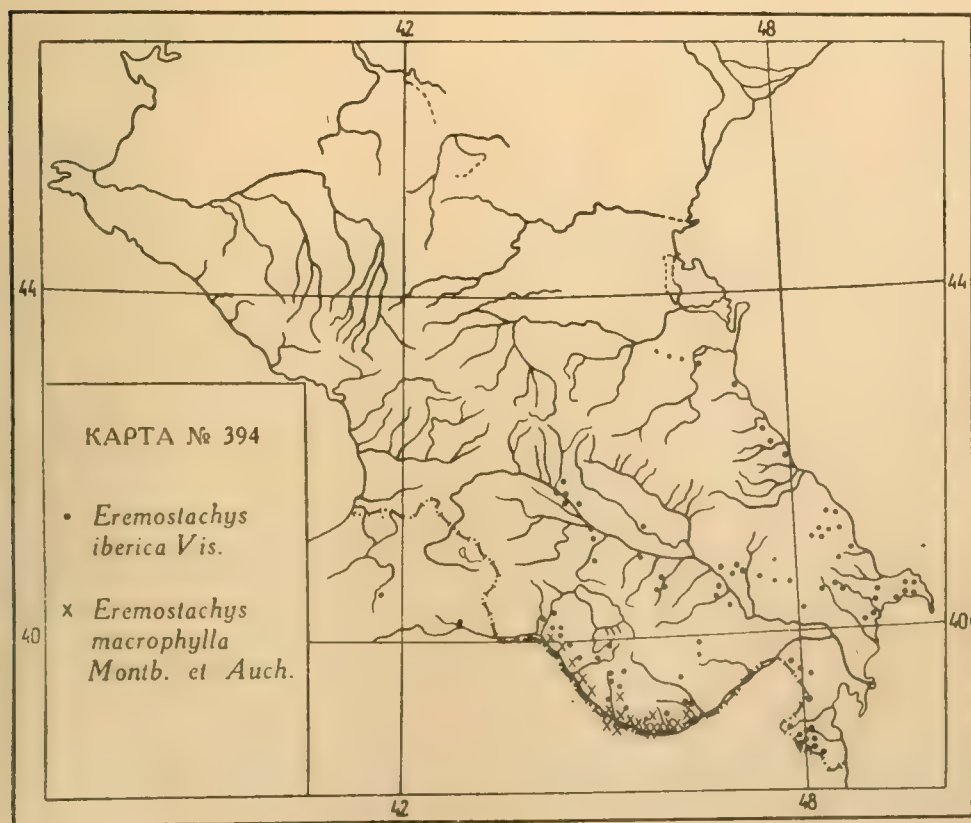 42 48
44 44
КАРТА № 394
• Eremostachys
iberica Vis.
x Eremostachys
macrophylla
Montb. et Auch.
40 40
42 48